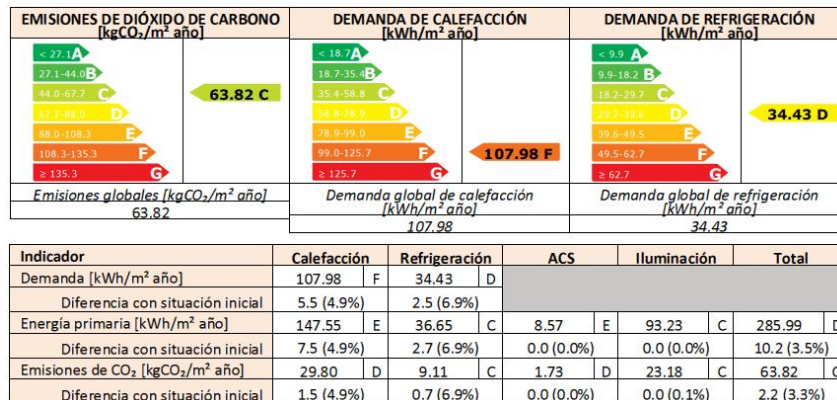 EMISIONES DE DIÓXIDO DE CARBONO
[kgCO₂/m² año]
< 27.1 A
27.1-44.0 B
44.0-67.7 C
67.7-88.0 D
88.0-108.3 E
108.3-135.3 F
≥ 135.3 G
63.82 C
Emisiones globales [kgCO₂/m² año]
63.82
DEMANDA DE CALEFACCIÓN
[kWh/m² año]
< 18.7 A
18.7-35.4 B
35.4-58.8 C
58.8-78.9 D
78.9-99.0 E
99.0-125.7 F
≥ 125.7 G
107.98 F
Demanda global de calefacción
[kWh/m² año]
107.98
DEMANDA DE REFRIGERACIÓN
[kWh/m² año]
< 9.9 A
9.9-18.2 B
18.2-29.7 C
29.7-39.6 D
39.6-49.5 E
49.5-62.7 F
≥ 62.7 G
34.43 D
Demanda global de refrigeración
[kWh/m² año]
34.43
Indicador Calefacción Refrigeración ACS Iluminación Total
Demanda [kWh/m² año] 107.98 F 34.43 D
Diferencia con situación inicial 5.5 (4.9%) 2.5 (6.9%)
Energía primaria [kWh/m² año] 147.55 E 36.65 C 8.57 E 93.23 C 285.99 D
Diferencia con situación inicial 7.5 (4.9%) 2.7 (6.9%) 0.0 (0.0%) 0.0 (0.0%) 10.2 (3.5%)
Emisiones de CO₂ [kgCO₂/m² año] 29.80 D 9.11 C 1.73 D 23.18 C 63.82 C
Diferencia con situación inicial 1.5 (4.9%) 0.7 (6.9%) 0.0 (0.0%) 0.0 (0.1%) 2.2 (3.3%)